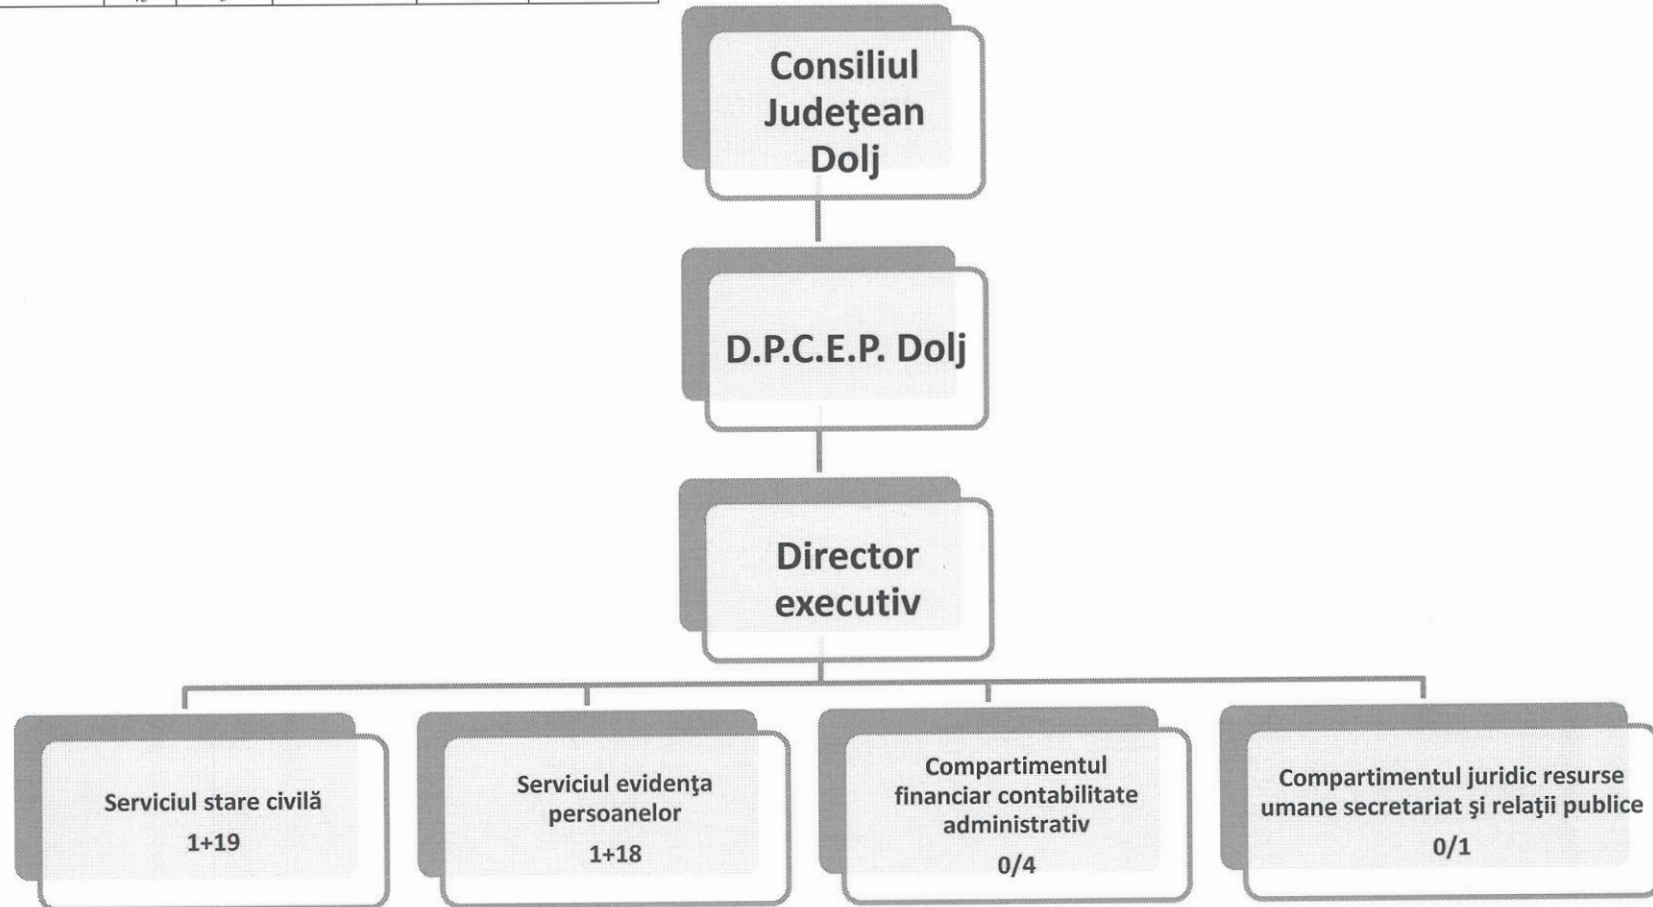 Consiliul
Judeţean
Dolj
D.P.C.E.P. Dolj
Director
executiv
Serviciul stare civilă
1+19
Serviciul evidenţa
persoanelor
1+18
Compartimentul
financiar contabilitate
administrativ
0/4
Compartimentul juridic resurse
umane secretariat şi relaţii publice
0/1